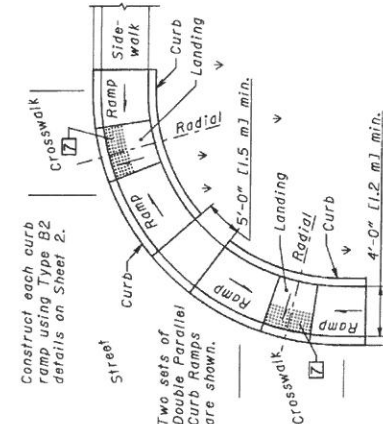 Construct each curb
ramp using Type B2
details on Sheet 2.
Street
Crosswalk
7
Side-
walk
Ramp
Curb
Landing
Radial
Ramp
Curb
5'-0" [1.5 m] min.
Two sets of
Double Parallel
Curb Ramps
are shown.
Ramp
Landing
Radial
Curb
Ramp
Crosswalk
7
4'-0" [1.2 m] min.